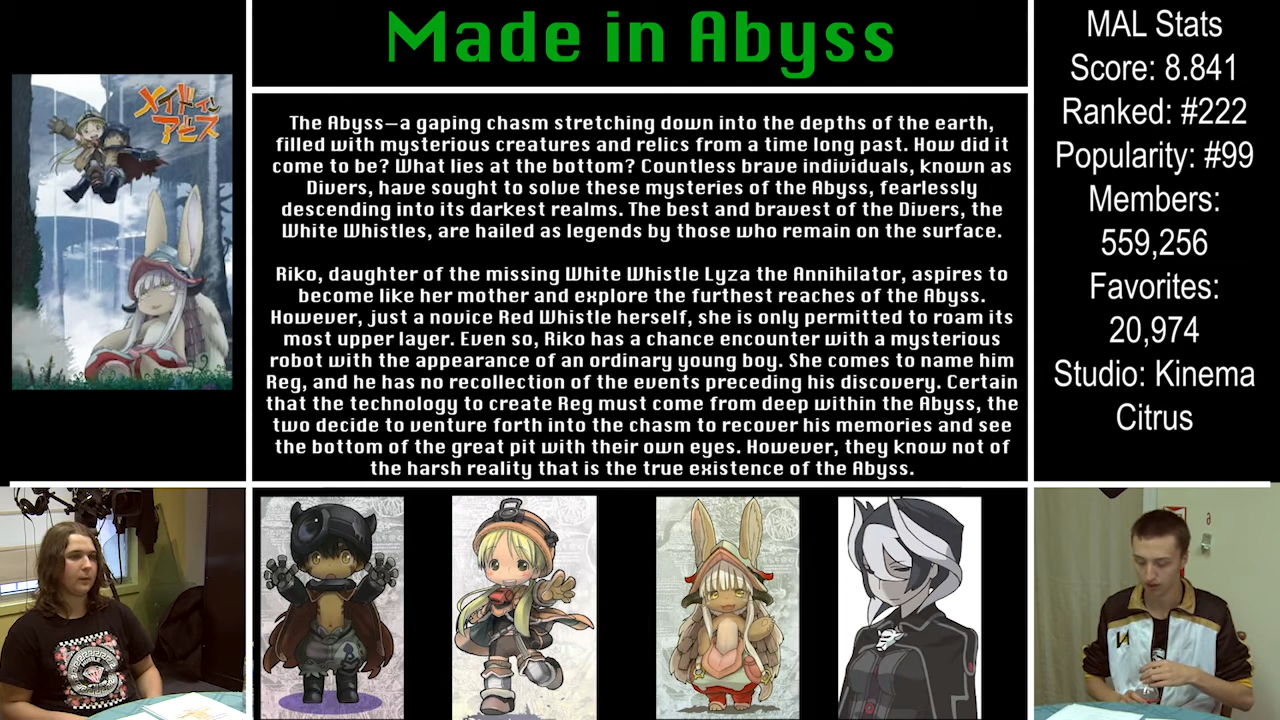 Made in Abyss
メイドイン
アビス
The Abyss—a gaping chasm stretching down into the depths of the earth,
filled with mysterious creatures and relics from a time long past. How did it
come to be? What lies at the bottom? Countless brave individuals, known as
Divers, have sought to solve these mysteries of the Abyss, fearlessly
descending into its darkest realms. The best and bravest of the Divers, the
White Whistles, are hailed as legends by those who remain on the surface.
Riko, daughter of the missing White Whistle Lyza the Annihilator, aspires to
become like her mother and explore the furthest reaches of the Abyss.
However, just a novice Red Whistle herself, she is only permitted to roam its
most upper layer. Even so, Riko has a chance encounter with a mysterious
robot with the appearance of an ordinary young boy. She comes to name him
Reg, and he has no recollection of the events preceding his discovery. Certain
that the technology to create Reg must come from deep within the Abyss, the
two decide to venture forth into the chasm to recover his memories and see
the bottom of the great pit with their own eyes. However, they know not of
the harsh reality that is the true existence of the Abyss.
MAL Stats
Score: 8.841
Ranked: #222
Popularity: #99
Members:
559,256
Favorites:
20,974
Studio: Kinema
Citrus